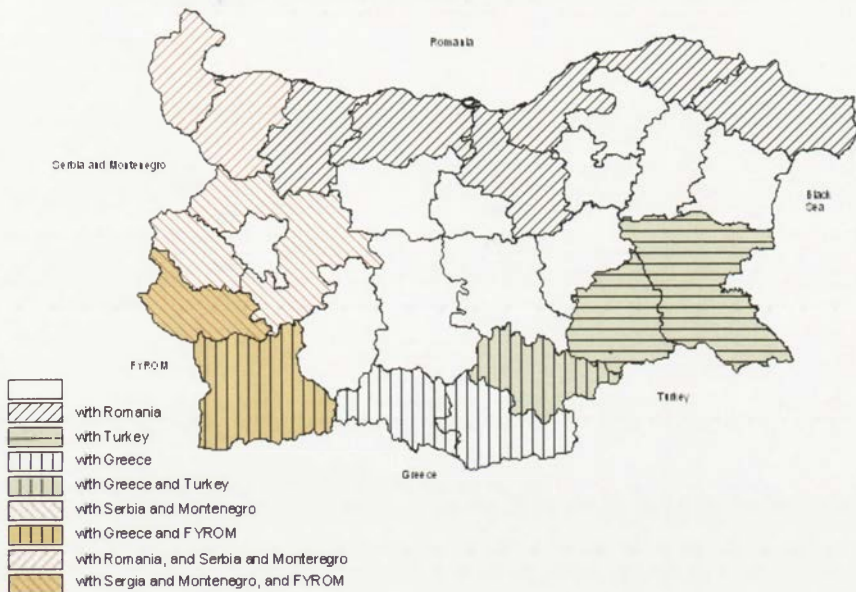 Romania
Serbia and Montenegro
Black
Sea
FYROM
Turkey
Greece
with Romania
with Turkey
with Greece
with Greece and Turkey
with Serbia and Montenegro
with Greece and FYROM
with Romania, and Serbia and Monteregro
with Sergia and Montenegro, and FYROM